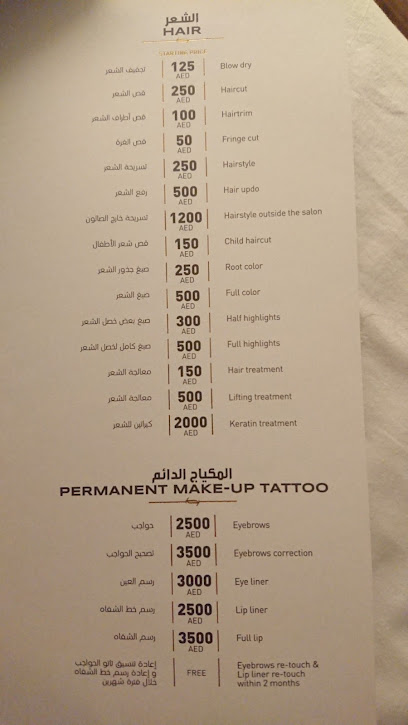 الشعر
HAIR
STARTING PRICE
تجفيف الشعر 125 AED Blow dry
قص الشعر 250 AED Haircut
قص أطراف الشعر 100 AED Hairtrim
قص الغرة 50 AED Fringe cut
تسريحة الشعر 250 AED Hairstyle
رفع الشعر 500 AED Hair updo
تسريحة خارج الصالون 1200 AED Hairstyle outside the salon
قص شعر الأطفال 150 AED Child haircut
صبغ جذور الشعر 250 AED Root color
صبغ الشعر 500 AED Full color
صبغ بعض خصل الشعر 300 AED Half highlights
صبغ كامل لخصل الشعر 500 AED Full highlights
معالجة الشعر 150 AED Hair treatment
معالجة الشعر 500 AED Lifting treatment
كيراتين للشعر 2000 AED Keratin treatment
المكياج الدائم
PERMANENT MAKE-UP TATTOO
حواجب 2500 AED Eyebrows
تصحيح الحواجب 3500 AED Eyebrows correction
رسم العين 3000 AED Eye liner
رسم خط الشفاه 2500 AED Lip liner
رسم الشفاه 3500 AED Full lip
إعادة تنسيق تاتو الحواجب
و إعادة رسم خط الشفاه
خلال فترة شهرين
FREE
Eyebrows re-touch &
Lip liner re-touch
within 2 months